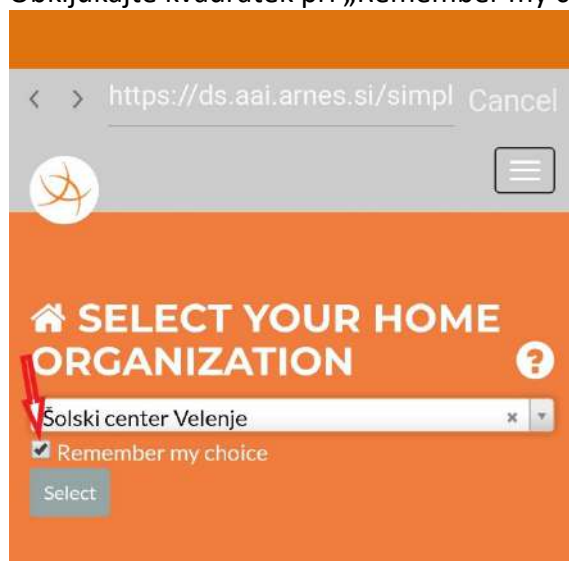 https://ds.aai.arnes.si/simpl Cancel
SELECT YOUR HOME
ORGANIZATION
Šolski center Velenje
Remember my choice
Select